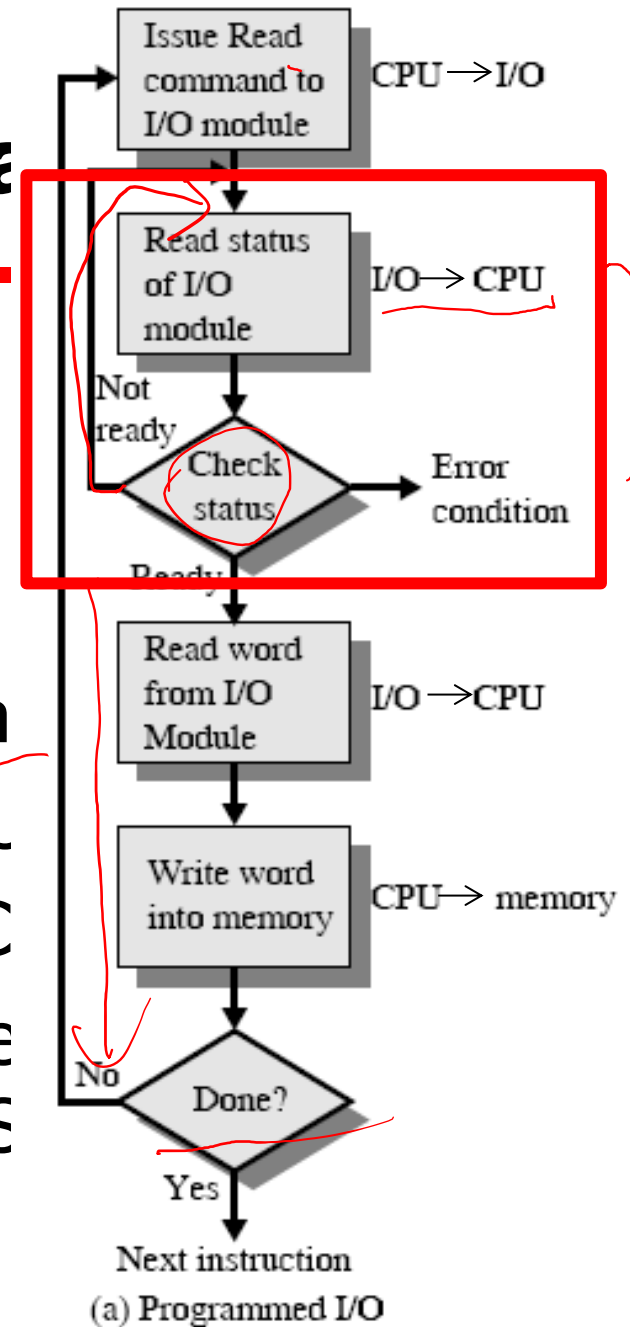 Issue Read
command to
I/O module
CPU → I/O
Read status
of I/O
module
I/O → CPU
Not
ready
Check
status
Error
condition
Ready
Read word
from I/O
Module
I/O → CPU
Write word
into memory
CPU → memory
No
Done?
Yes
Next instruction
(a) Programmed I/O